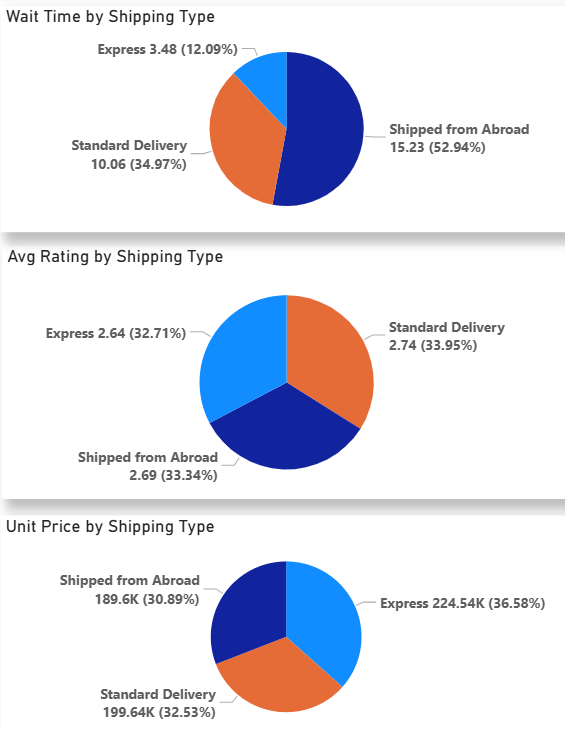 Wait Time by Shipping Type
Express 3.48 (12.09%)
Shipped from Abroad
15.23 (52.94%)
Standard Delivery
10.06 (34.97%)
Avg Rating by Shipping Type
Standard Delivery
2.74 (33.95%)
Express 2.64 (32.71%)
Shipped from Abroad
2.69 (33.34%)
Unit Price by Shipping Type
Shipped from Abroad
189.6K (30.89%)
Express 224.54K (36.58%)
Standard Delivery
199.64K (32.53%)